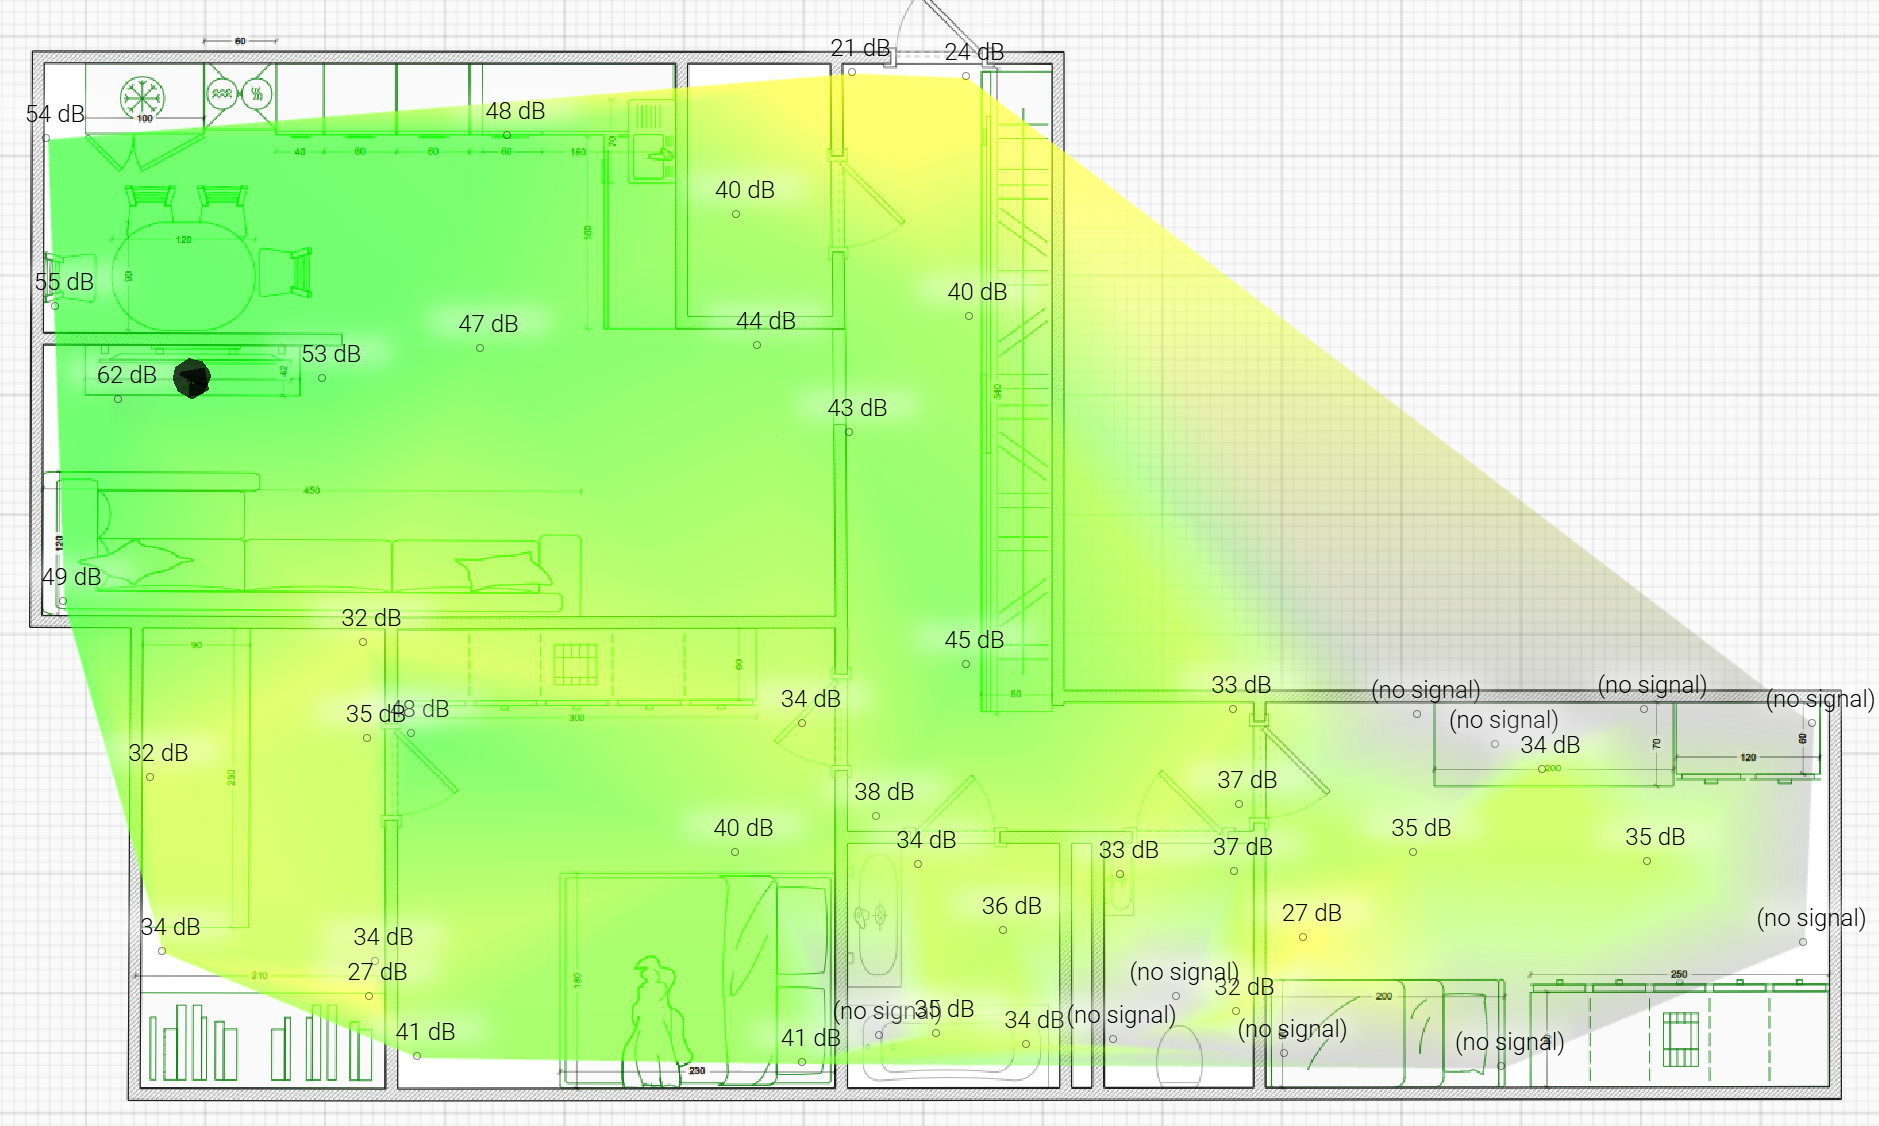 60
21 dB
24 dB
54 dB
48 dB
100
40
60
60
60
160
70
40 dB
120
90
160
55 dB
40 dB
47 dB
44 dB
53 dB
62 dB
42
43 dB
450
120
49 dB
32 dB
45 dB
90
60
60
33 dB
(no signal)
(no signal)
(no signal)
34 dB
35 dB
48 dB
300
(no signal)
34 dB
200
70
60
120
32 dB
250
37 dB
38 dB
40 dB
34 dB
33 dB
37 dB
35 dB
35 dB
36 dB
27 dB
(no signal)
34 dB
34 dB
27 dB
210
180
(no signal)
32 dB
200
250
(no signal)
35 dB
34 dB
(no signal)
(no signal)
(no signal)
41 dB
41 dB
230